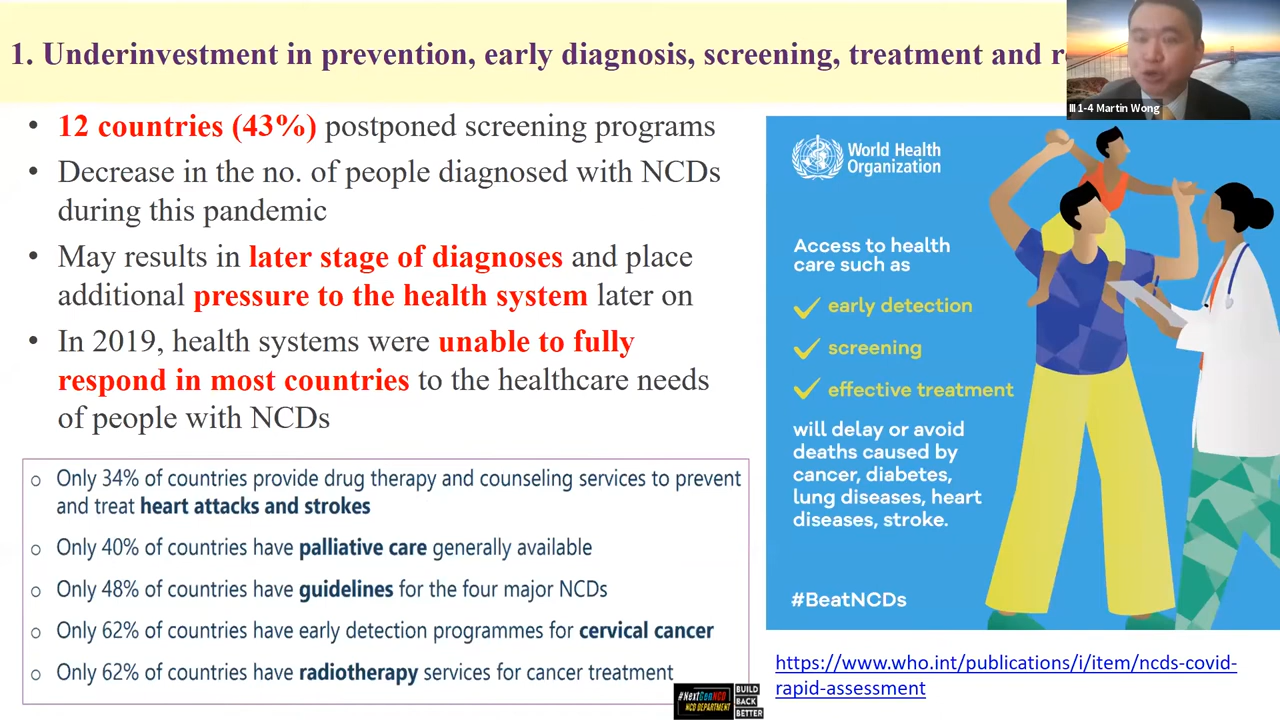 1. Underinvestment in prevention, early diagnosis, screening, treatment and
III 1-4 Martin Wong
• 12 countries (43%) postponed screening programs
• Decrease in the no. of people diagnosed with NCDs
during this pandemic
• May results in later stage of diagnoses and place
additional pressure to the health system later on
• In 2019, health systems were unable to fully
respond in most countries to the healthcare needs
of people with NCDs
o Only 34% of countries provide drug therapy and counseling services to prevent
and treat heart attacks and strokes
o Only 40% of countries have palliative care generally available
o Only 48% of countries have guidelines for the four major NCDs
o Only 62% of countries have early detection programmes for cervical cancer
o Only 62% of countries have radiotherapy services for cancer treatment
#NextGenNCD
NCD DEPARTMENT
BUILD
BACK
BETTER
World Health
Organization
Access to health
care such as
✓ early detection
✓ screening
✓ effective treatment
will delay or avoid
deaths caused by
cancer, diabetes,
lung diseases, heart
diseases, stroke.
#BeatNCDs
https://www.who.int/publications/i/item/ncds-covid-
rapid-assessment